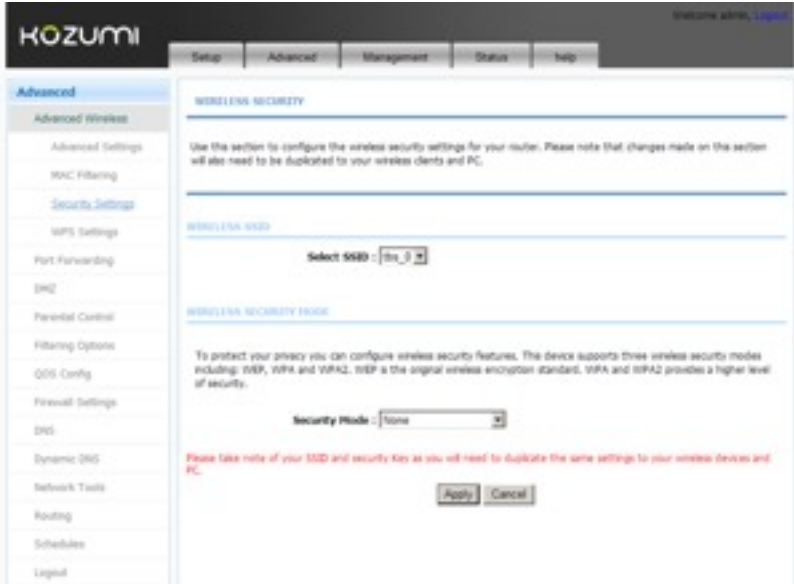 KOZUMI
Welcome admin, Logout
Setup
Advanced
Management
Status
help
Advanced
Advanced Wireless
Advanced Settings
MAC Filtering
Security Settings
WPS Settings
Port Forwarding
DMZ
Parental Control
Filtering Options
QOS Config
Firewall Settings
DNS
Dynamic DNS
Network Tools
Routing
Schedules
Logout
WIRELESS SECURITY
Use this section to configure the wireless security settings for your router. Please note that changes made on this section
will also need to be duplicated to your wireless clients and PC.
WIRELESS SSID
Select SSID :
WIRELESS SECURITY MODE
To protect your privacy you can configure wireless security features. The device supports three wireless security modes
including: WEP, WPA and WPA2. WEP is the original wireless encryption standard. WPA and WPA2 provides a higher level
of security.
Security Mode : None
Please take note of your SSID and security Key as you will need to duplicate the same settings to your wireless devices and
PC.
Apply
Cancel